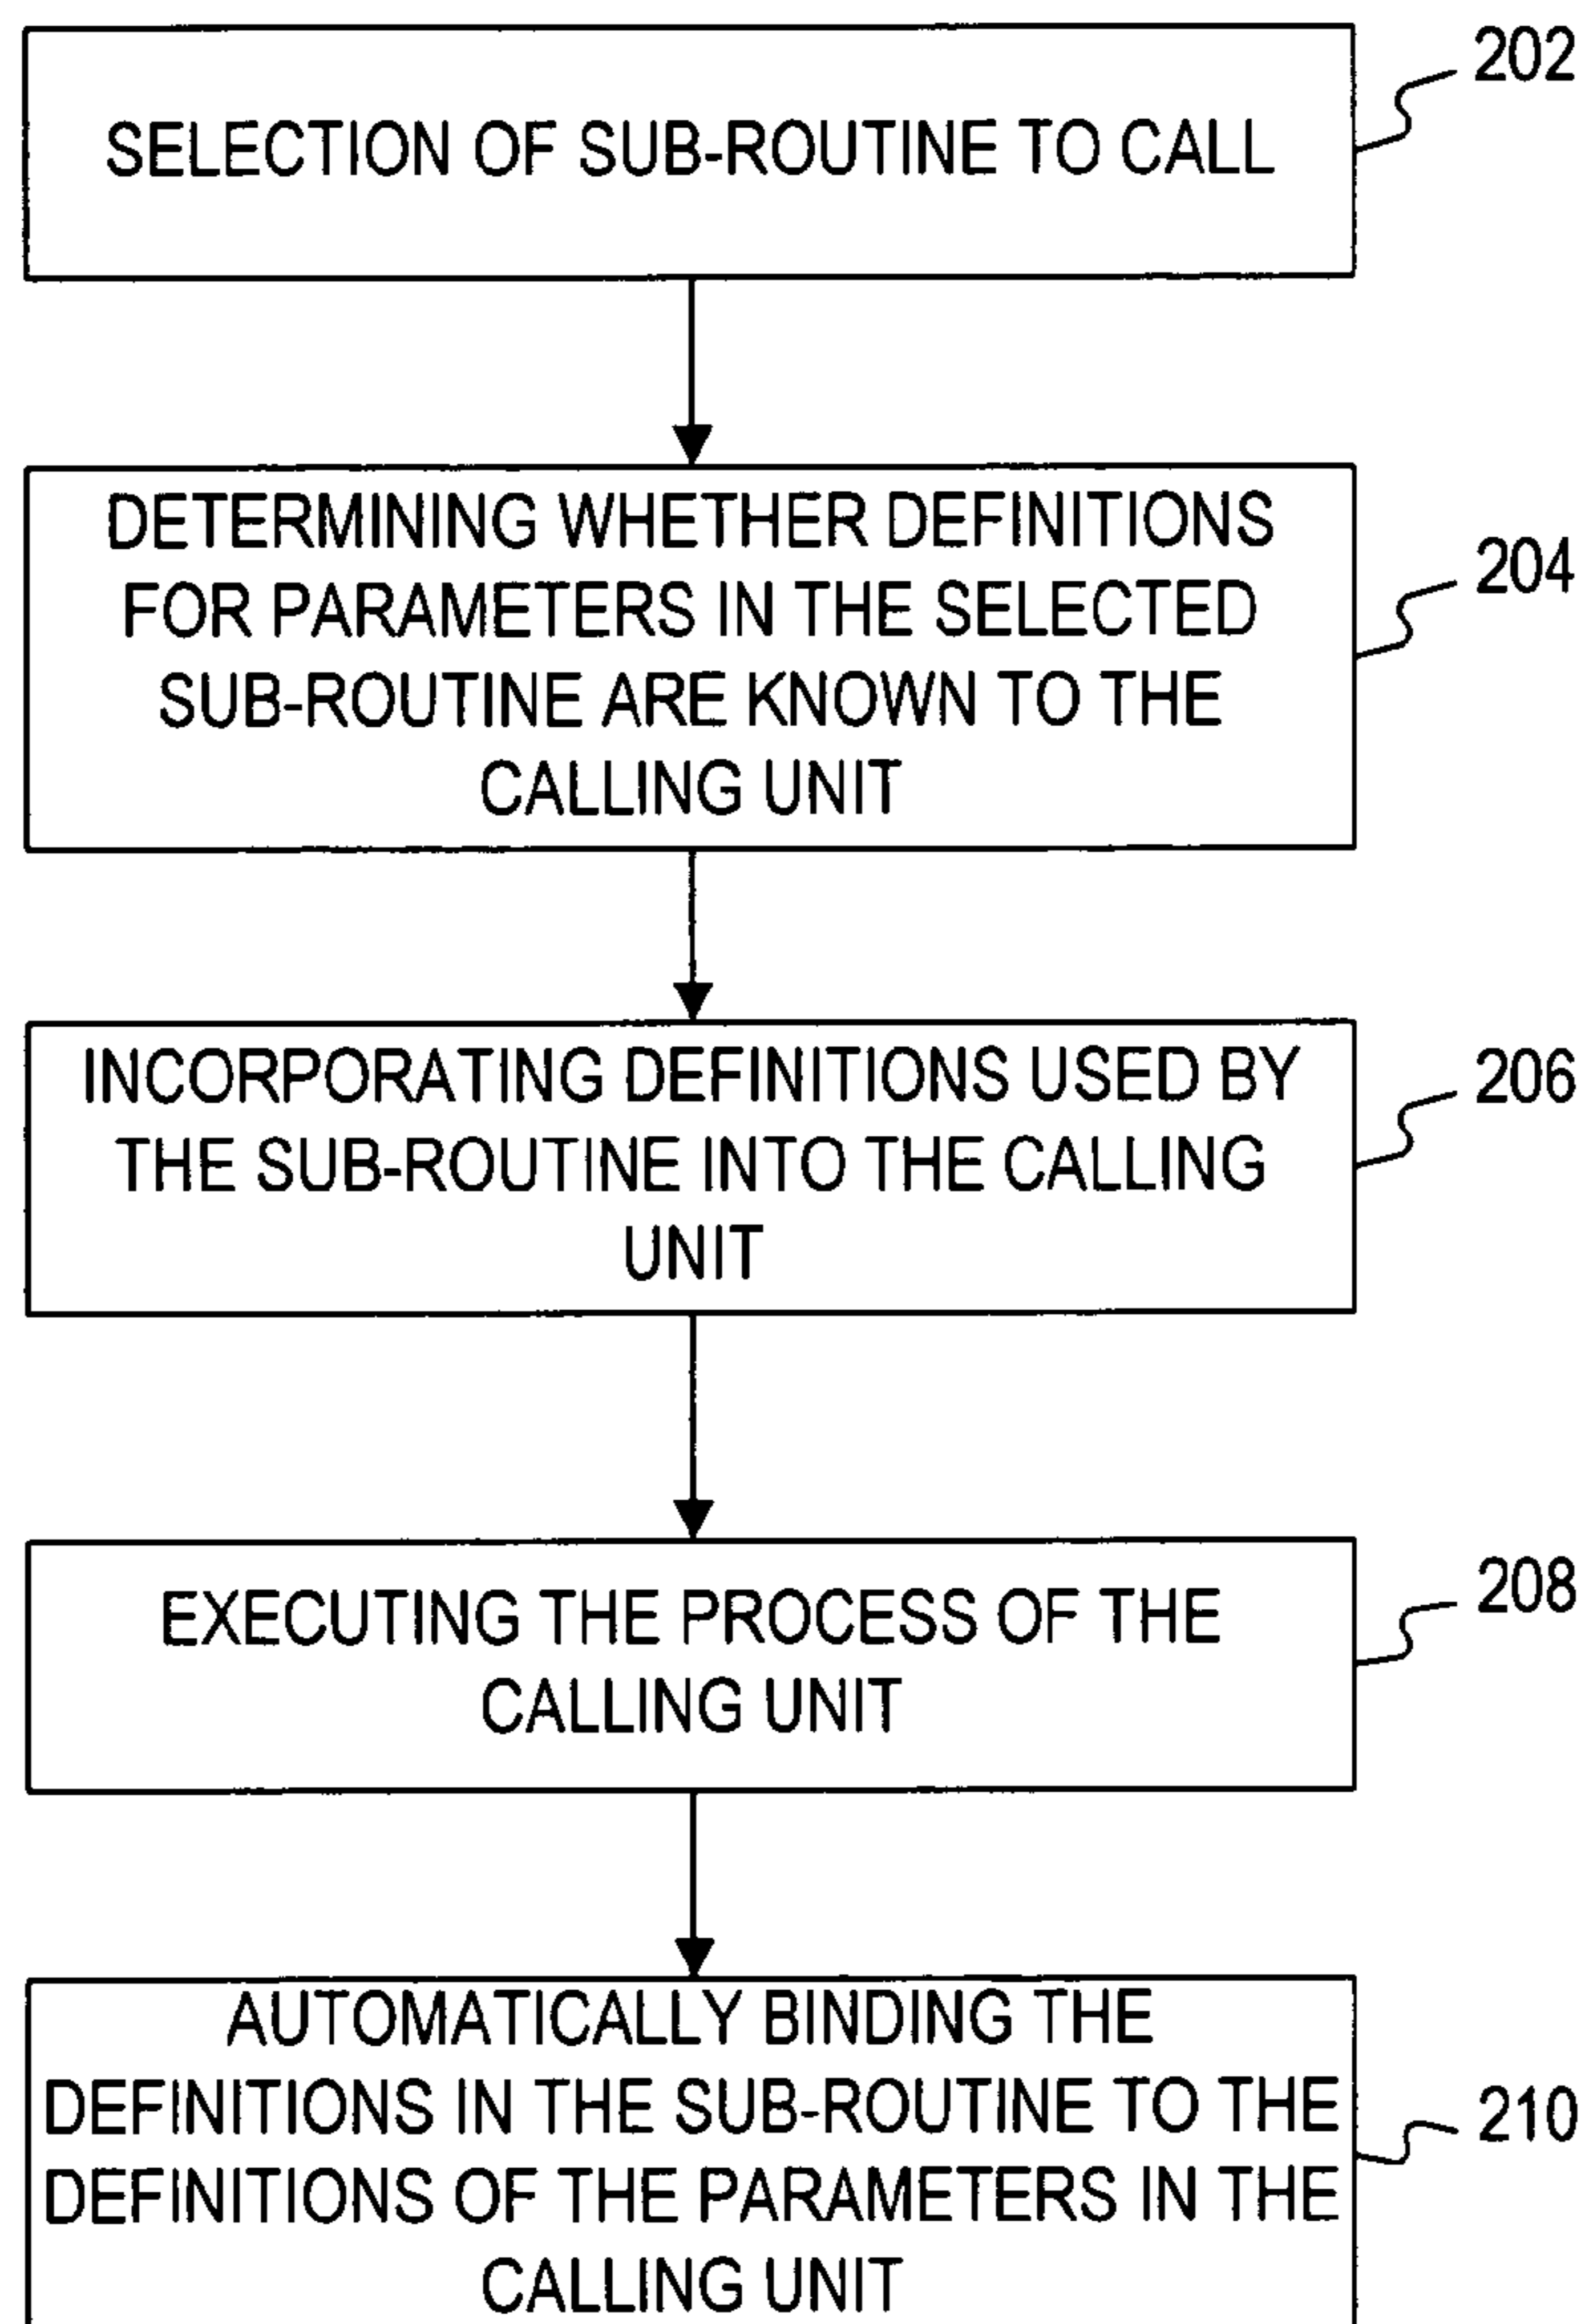 SELECTION OF SUB-ROUTINE TO CALL
202
DETERMINING WHETHER DEFINITIONS
FOR PARAMETERS IN THE SELECTED
SUB-ROUTINE ARE KNOWN TO THE
CALLING UNIT
204
INCORPORATING DEFINITIONS USED BY
THE SUB-ROUTINE INTO THE CALLING
UNIT
206
EXECUTING THE PROCESS OF THE
CALLING UNIT
208
AUTOMATICALLY BINDING THE
DEFINITIONS IN THE SUB-ROUTINE TO THE
DEFINITIONS OF THE PARAMETERS IN THE
CALLING UNIT
210